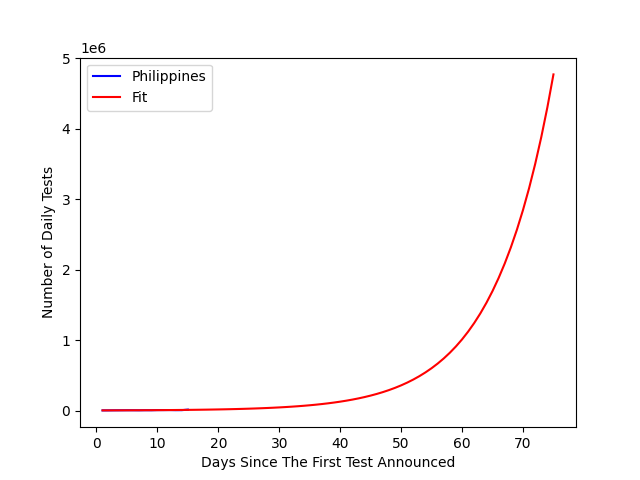 1e6
Philippines
Fit
5
4
3
2
1
0
Number of Daily Tests
0 10 20 30 40 50 60 70
Days Since The First Test Announced